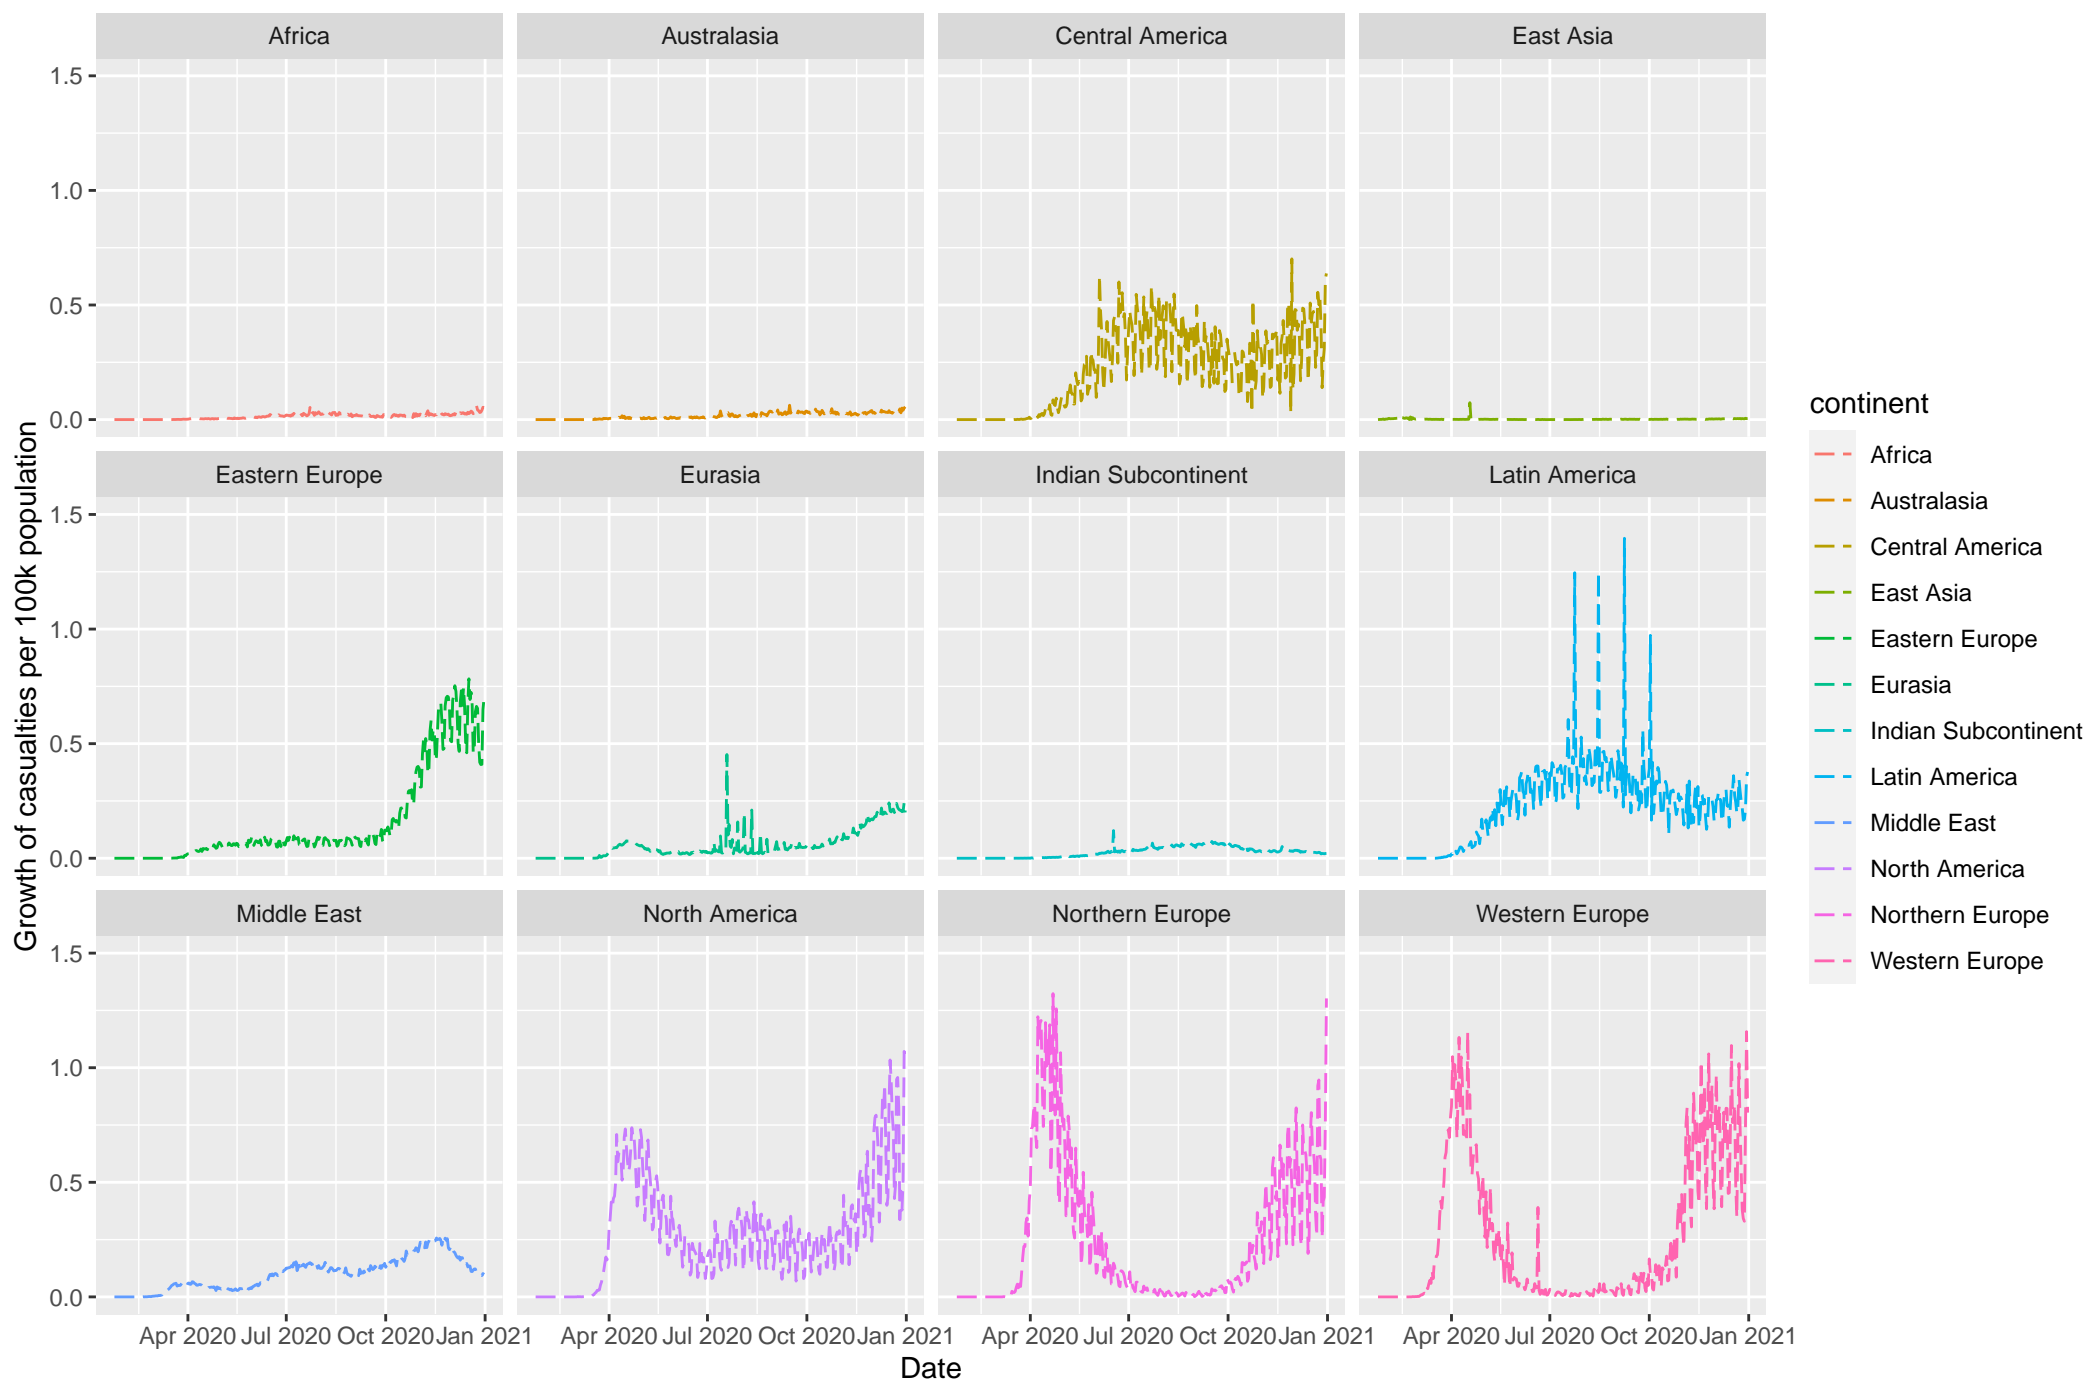 Africa
Australasia
Central America
East Asia
1.5
1.0
0.5
0.0
Eastern Europe
Eurasia
Indian Subcontinent
Latin America
1.5
1.0
0.5
0.0
Middle East
North America
Northern Europe
Western Europe
1.5
1.0
0.5
0.0
Apr 2020 Jul 2020 Oct 2020 Jan 2021
Apr 2020 Jul 2020 Oct 2020 Jan 2021
Apr 2020 Jul 2020 Oct 2020 Jan 2021
Apr 2020 Jul 2020 Oct 2020 Jan 2021
Date
Growth of casualties per 100k population
continent
Africa
Australasia
Central America
East Asia
Eastern Europe
Eurasia
Indian Subcontinent
Latin America
Middle East
North America
Northern Europe
Western Europe